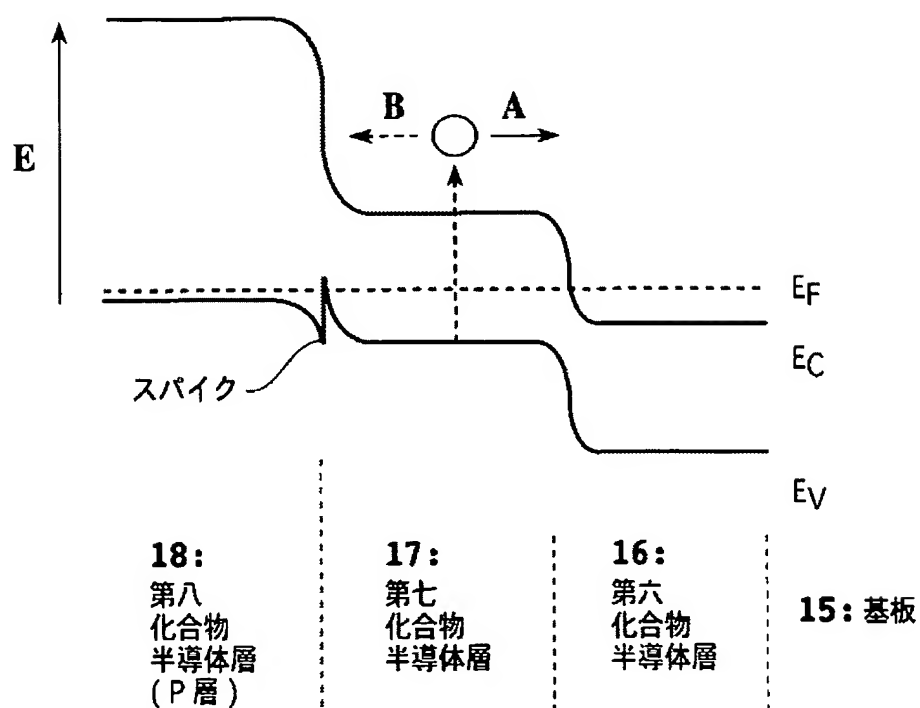 B A
E
EF
EC
スパイク
EV
18:
第八
化合物
半導体層
(P層)
17:
第七
化合物
半導体層
16:
第六
化合物
半導体層
15: 基板